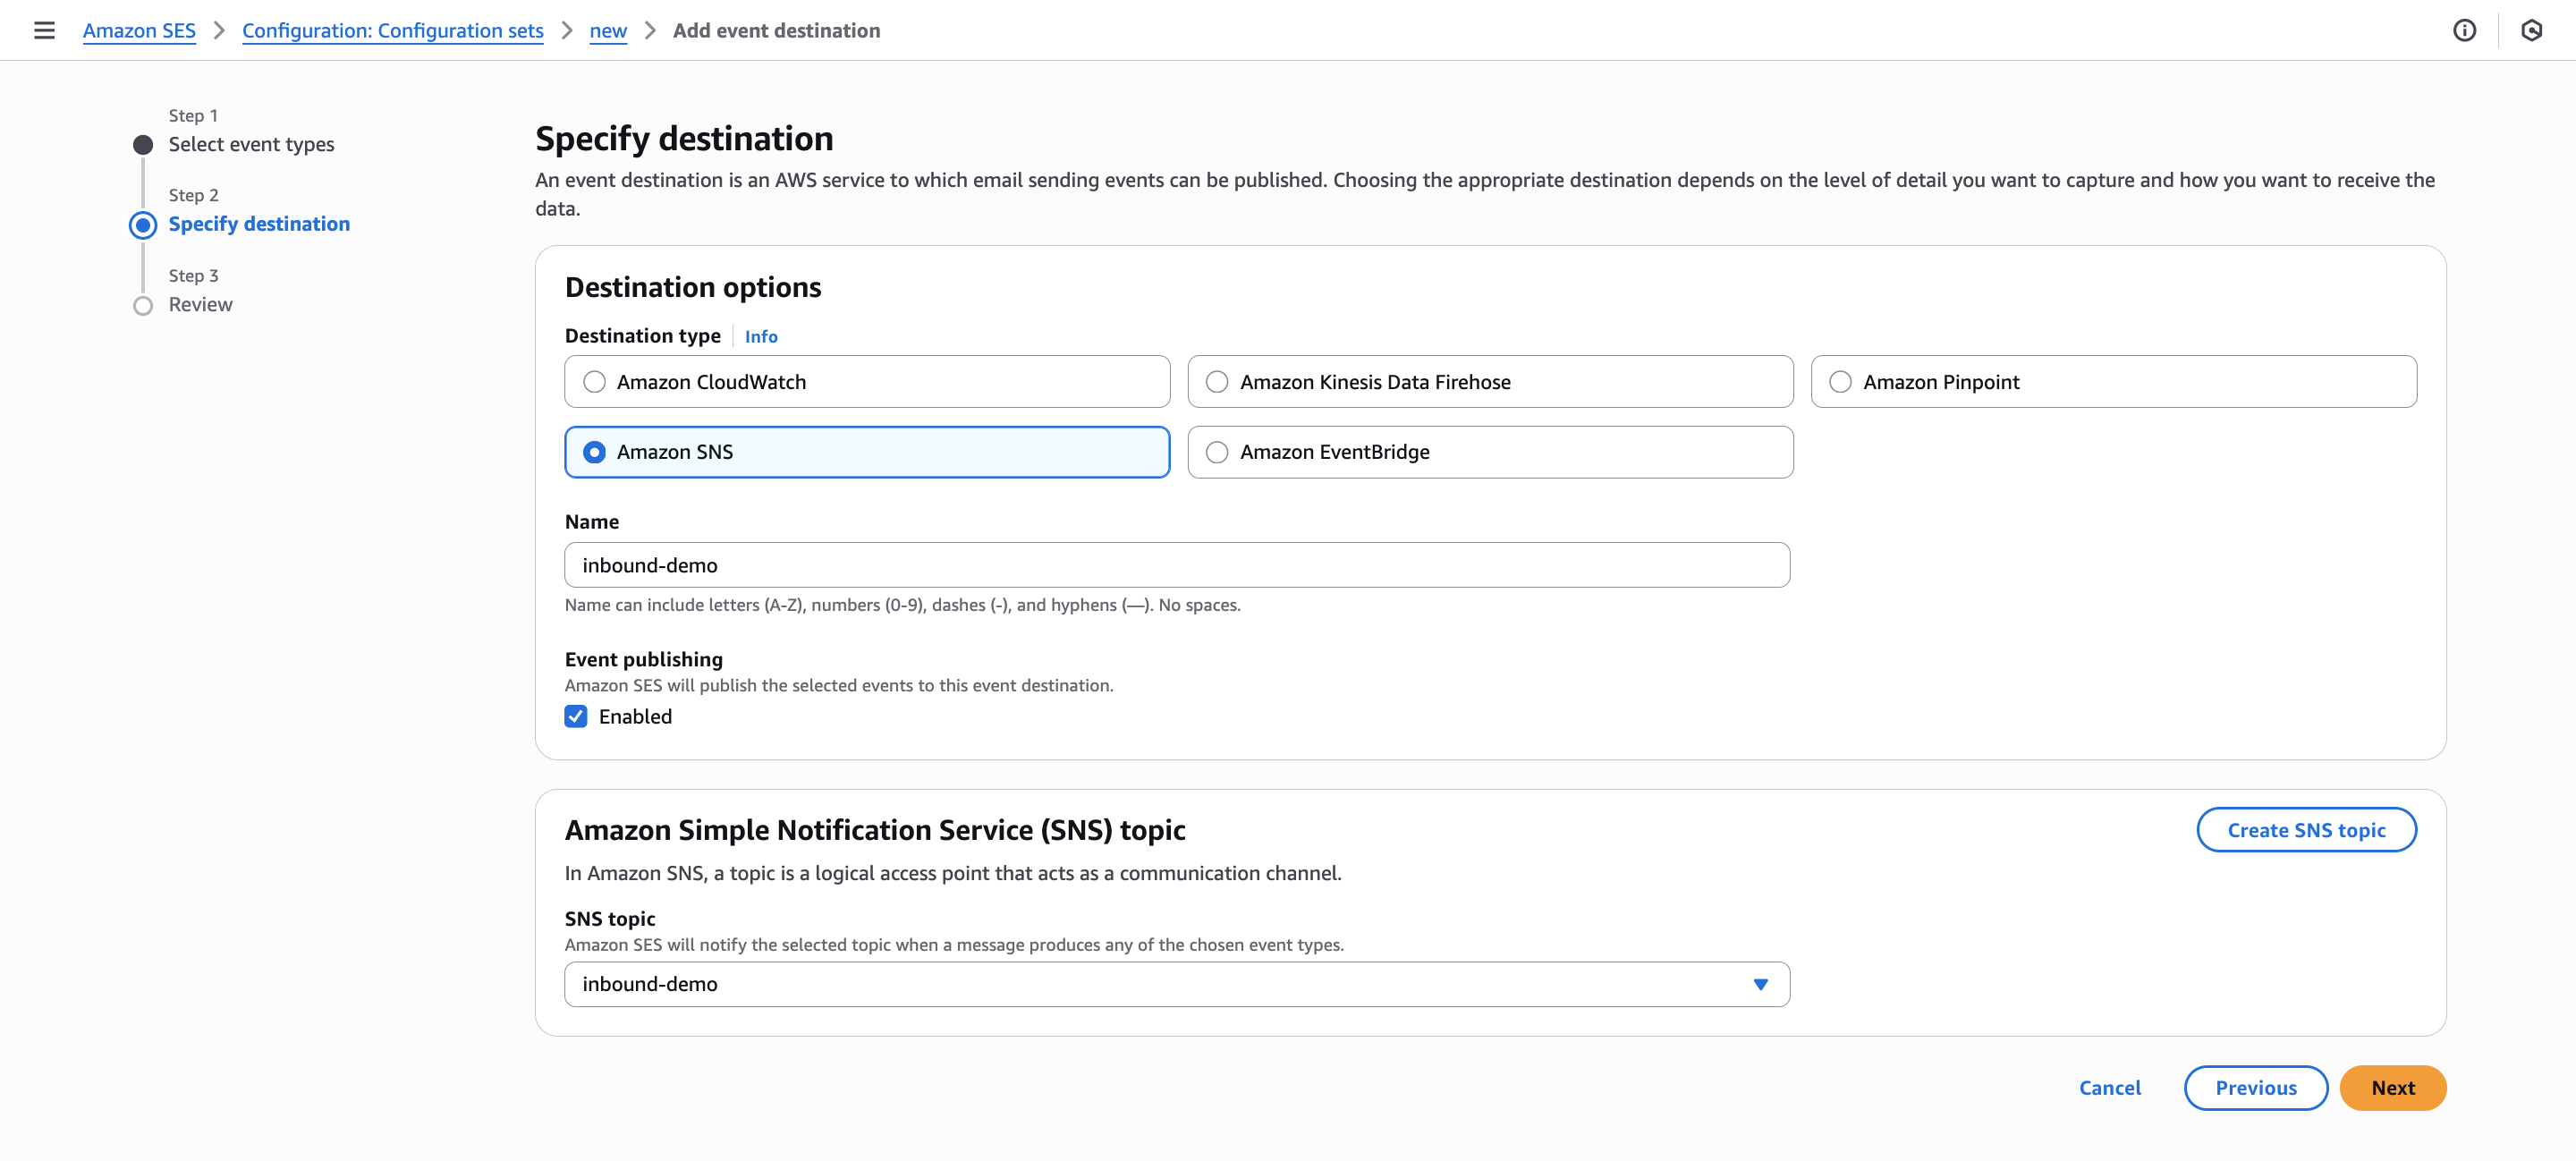 Amazon SES > Configuration: Configuration sets > new > Add event destination
Step 1
Select event types
Step 2
Specify destination
Step 3
Review
Specify destination
An event destination is an AWS service to which email sending events can be published. Choosing the appropriate destination depends on the level of detail you want to capture and how you want to receive the
data.
Destination options
Destination type Info
Amazon CloudWatch
Amazon Kinesis Data Firehose
Amazon Pinpoint
Amazon SNS
Amazon EventBridge
Name
inbound-demo
Name can include letters (A-Z), numbers (0-9), dashes (-), and hyphens (—). No spaces.
Event publishing
Amazon SES will publish the selected events to this event destination.
Enabled
Amazon Simple Notification Service (SNS) topic
Create SNS topic
In Amazon SNS, a topic is a logical access point that acts as a communication channel.
SNS topic
Amazon SES will notify the selected topic when a message produces any of the chosen event types.
inbound-demo
Cancel
Previous
Next